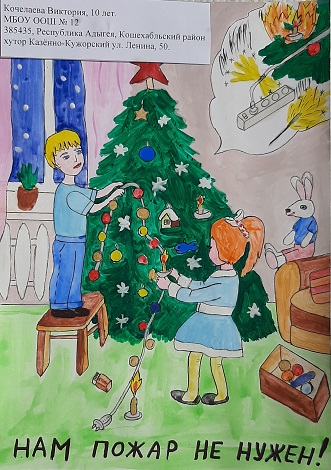 Кочелаева Виктория, 10 лет.
МБОУ ООШ № 12
385435, Республика Адыгея, Кошехабльский район
хутор Казённо-Кужорский ул. Ленина, 50.
НАМ ПОЖАР НЕ НУЖЕН!